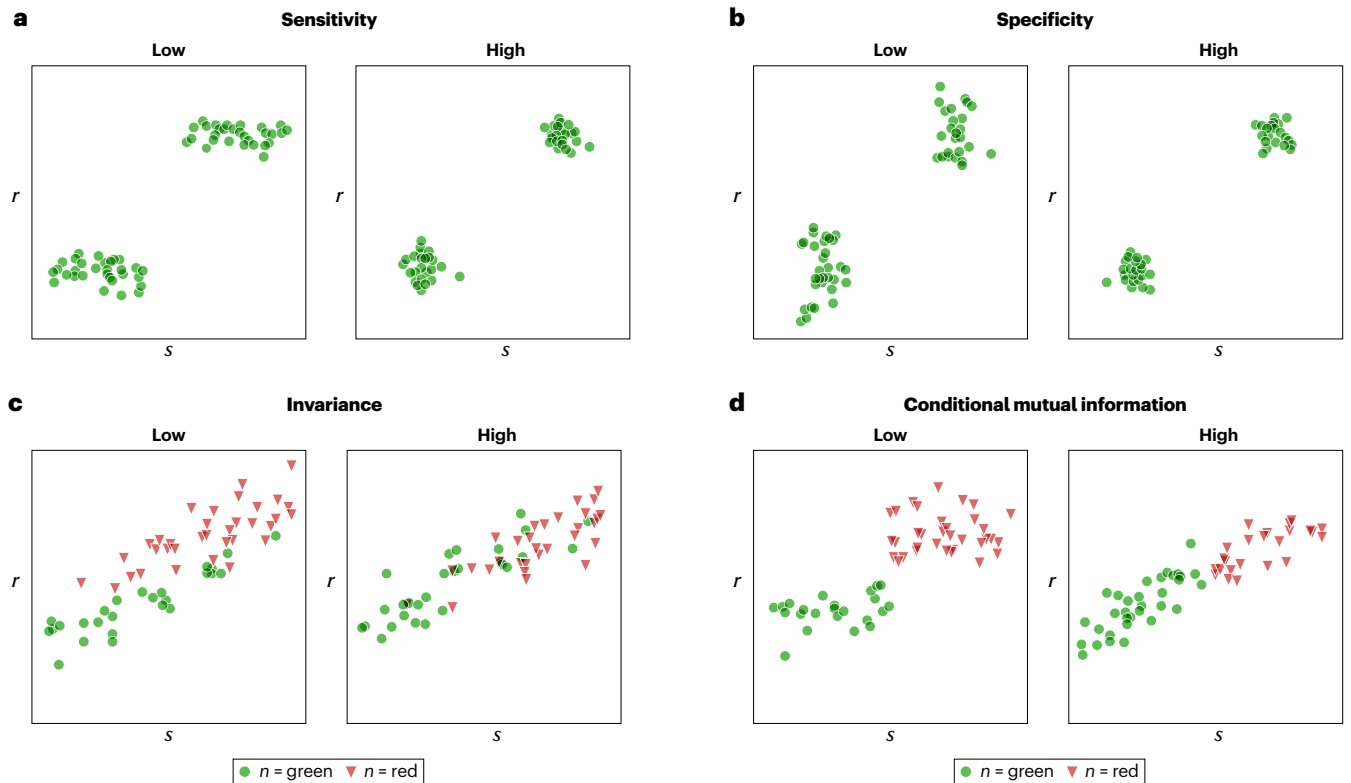 a
Sensitivity
Low
High
r
r
s
s
b
Specificity
Low
High
r
r
s
s
c
Invariance
Low
High
r
r
s
s
n = green n = red
d
Conditional mutual information
Low
High
r
r
s
s
n = green n = red